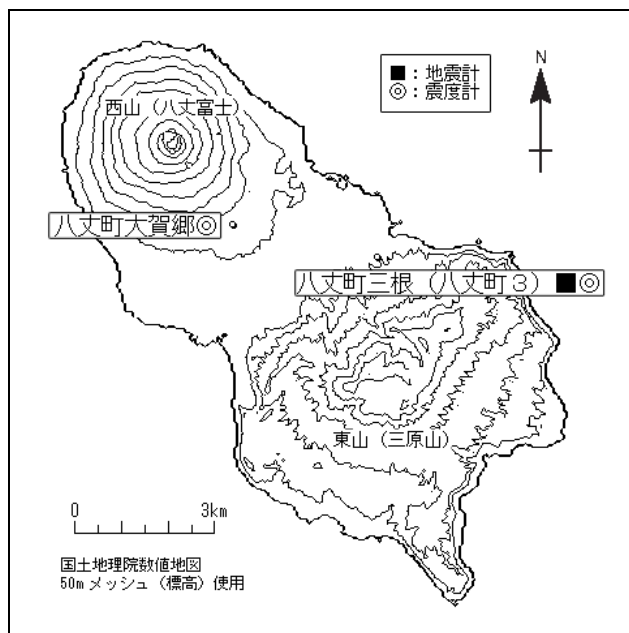 N
■：地震計
◎：震度計
西山（八丈富士）
八丈町大賀郷◎
八丈町三根（八丈町３）■◎
東山（三原山）
0 3km
国土地理院数値地図
50mメッシュ（標高）使用